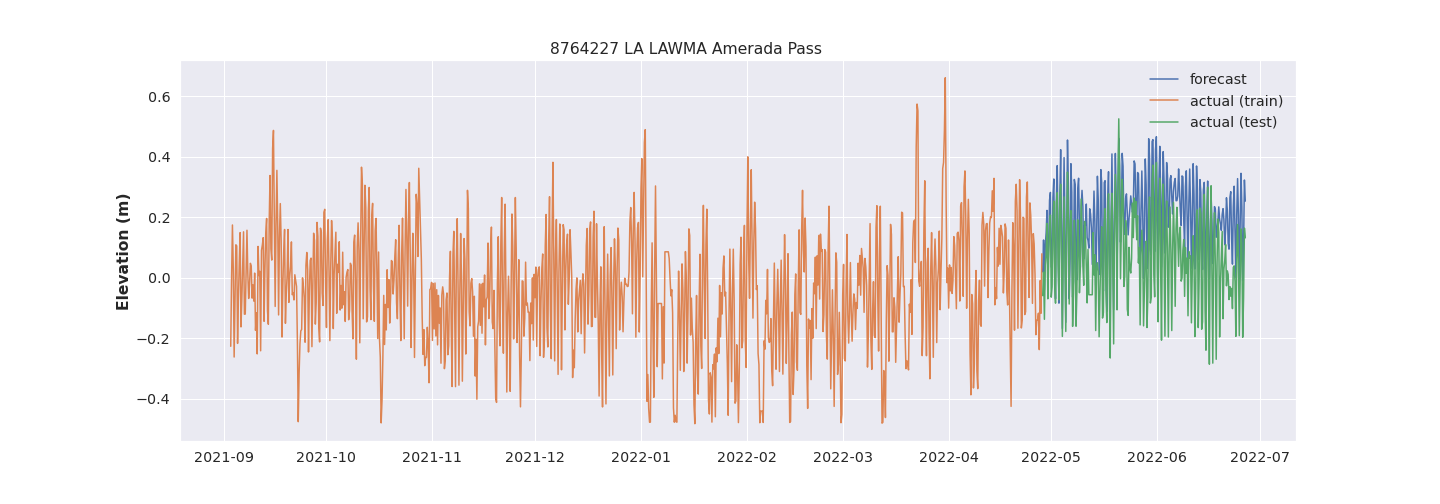 8764227 LA LAWMA Amerada Pass
forecast
actual (train)
actual (test)
Elevation (m)
0.6
0.4
0.2
0.0
−0.2
−0.4
2021-09 2021-10 2021-11 2021-12 2022-01 2022-02 2022-03 2022-04 2022-05 2022-06 2022-07